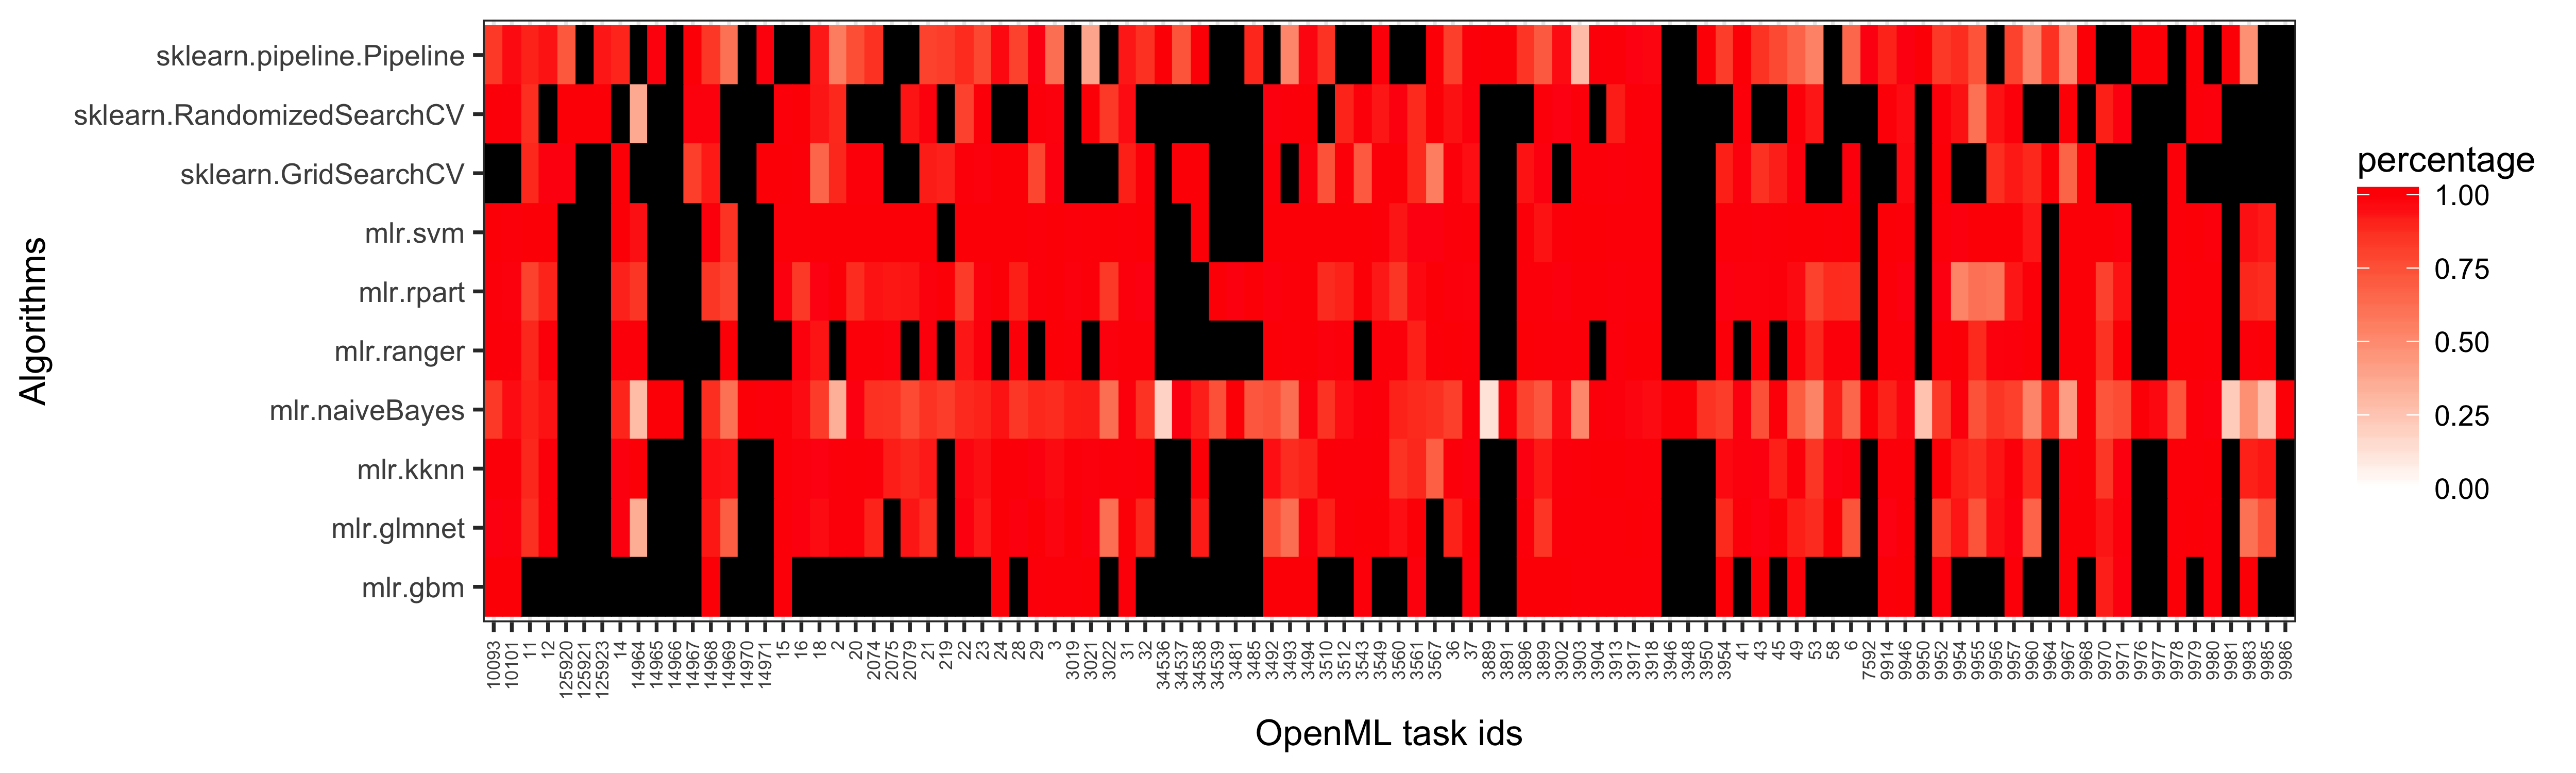 sklearn.pipeline.Pipeline
sklearn.RandomizedSearchCV
sklearn.GridSearchCV
mlr.svm
mlr.rpart
mlr.ranger
mlr.naiveBayes
mlr.kknn
mlr.glmnet
mlr.gbm
Algorithms
10093 10101 11 12 125920 125921 125923 14 14964 14965 14966 14967 14968 14969 14970 14971 15 16 18 2 20 2074 2075 2079 21 219 22 23 24 28 29 3 3019 3021 3022 31 32 34536 34537 34538 34539 3481 3485 3492 3493 3494 3510 3512 3543 3549 3560 3561 3567 36 37 3889 3891 3896 3899 3902 3903 3904 3913 3917 3918 3946 3948 3950 3954 41 43 45 49 53 58 6 7592 9914 9946 9950 9952 9954 9955 9956 9957 9960 9964 9967 9968 9970 9971 9976 9977 9978 9979 9980 9981 9983 9985 9986
OpenML task ids
percentage
1.00
0.75
0.50
0.25
0.00